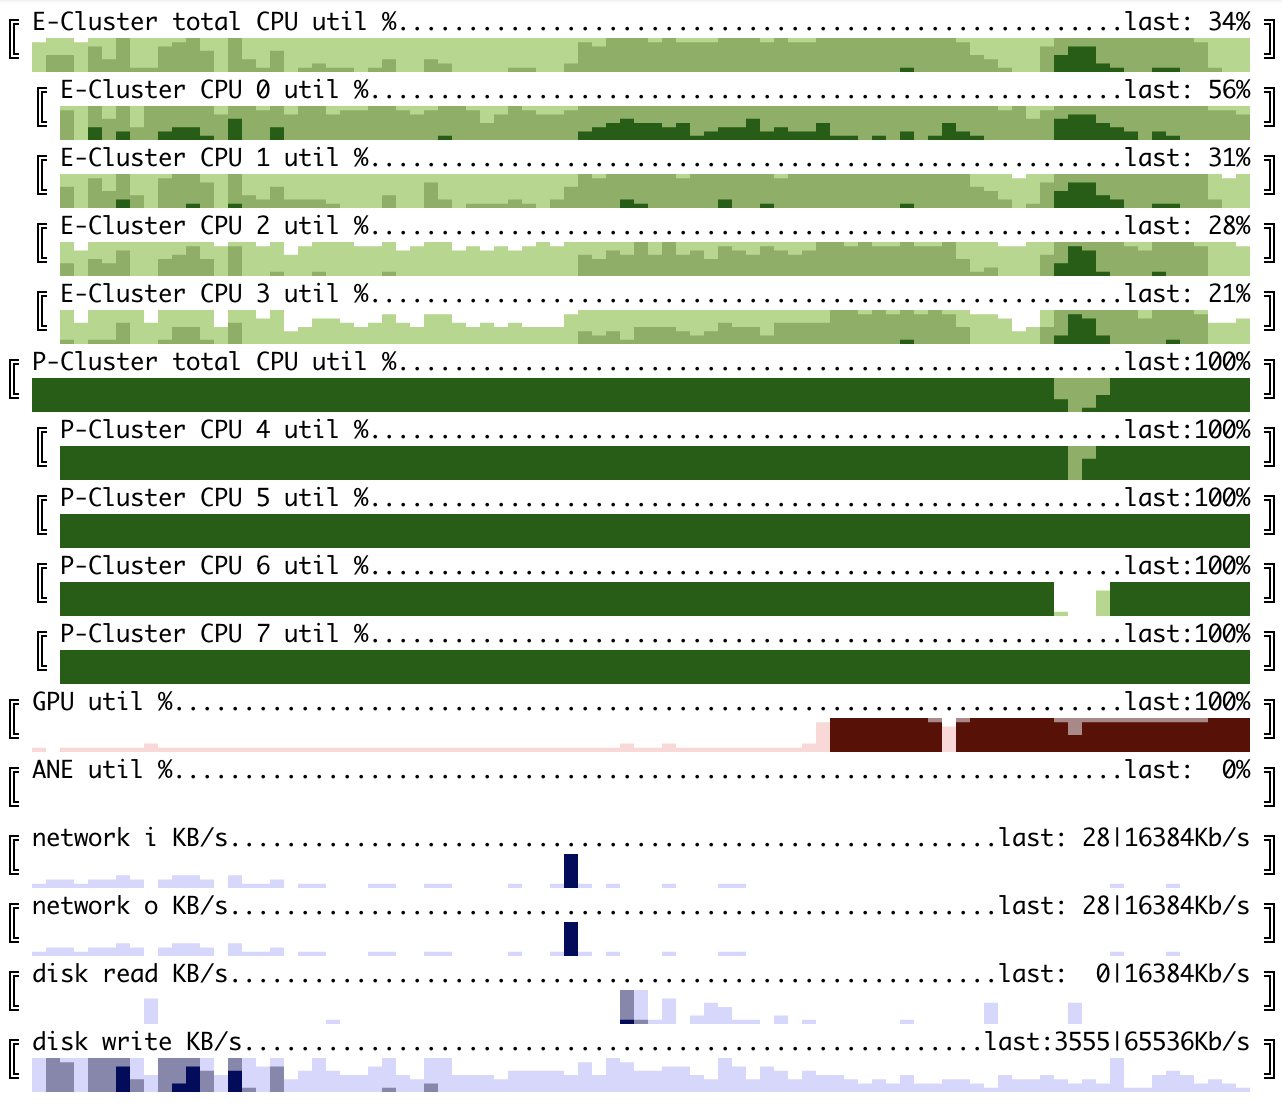 E-Cluster total CPU util %....................................................last: 34%
E-Cluster CPU 0 util %......................................................last: 56%
E-Cluster CPU 1 util %......................................................last: 31%
E-Cluster CPU 2 util %......................................................last: 28%
E-Cluster CPU 3 util %......................................................last: 21%
P-Cluster total CPU util %....................................................last:100%
P-Cluster CPU 4 util %......................................................last:100%
P-Cluster CPU 5 util %......................................................last:100%
P-Cluster CPU 6 util %......................................................last:100%
P-Cluster CPU 7 util %......................................................last:100%
GPU util %....................................................................last:100%
ANE util %....................................................................last:  0%
network i KB/s.......................................................last: 28|16384Kb/s
network o KB/s.......................................................last: 28|16384Kb/s
disk read KB/s.......................................................last:  0|16384Kb/s
disk write KB/s.....................................................last:3555|65536Kb/s